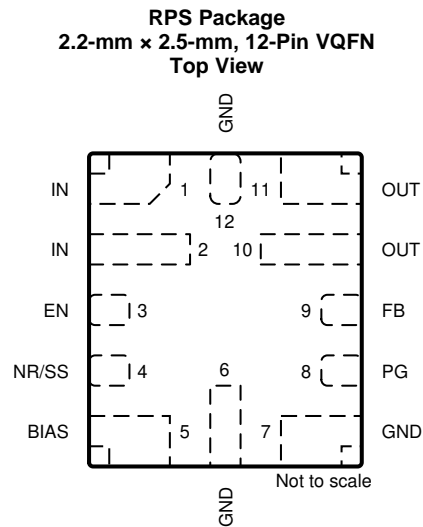 RPS Package
2.2-mm × 2.5-mm, 12-Pin VQFN
Top View
GND
IN 1 11 OUT
12
IN 2 10 OUT
EN 3 9 FB
NR/SS 4 6 8 PG
BIAS 5 7 GND
Not to scale
GND